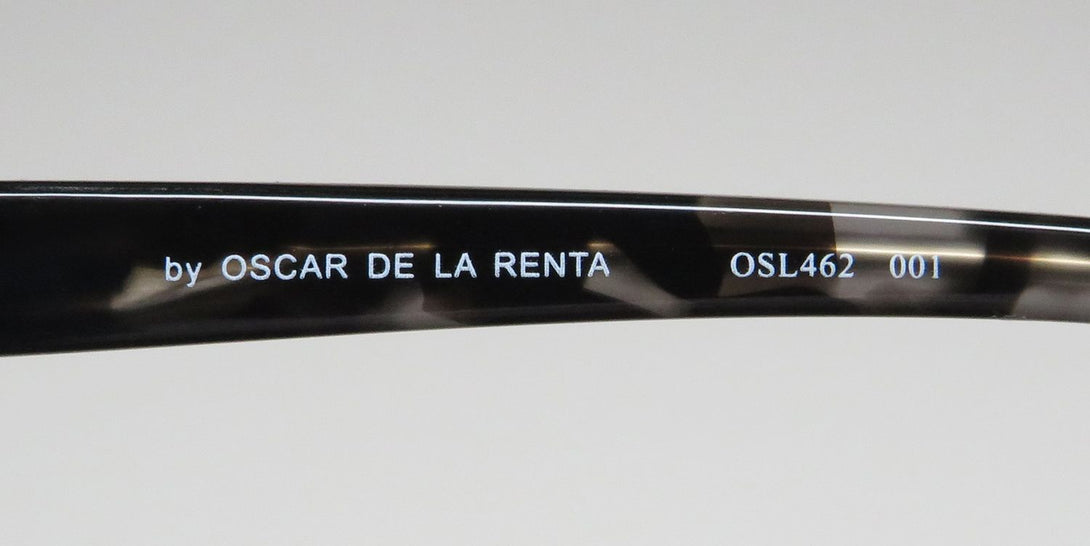 by OSCAR DE LA RENTA OSL462 001